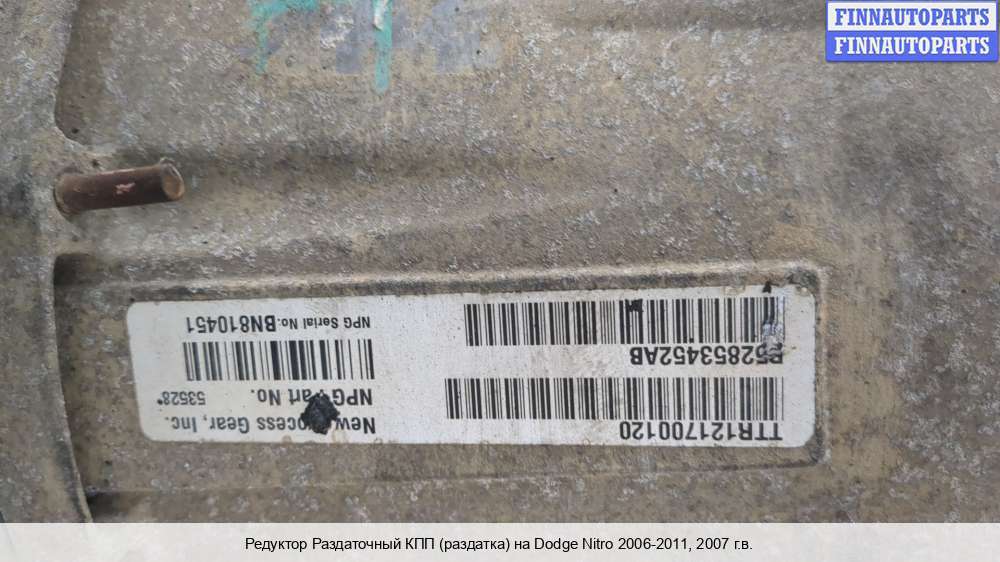 FINNAUTOPARTS
FINNAUTOPARTS
New Process Gear, Inc.
NPG Part No.
53528*
NPG Serial No. BN810451
TTR121700120
P52853452AB
Редуктор Раздаточный КПП (раздатка) на Dodge Nitro 2006-2011, 2007 г.в.